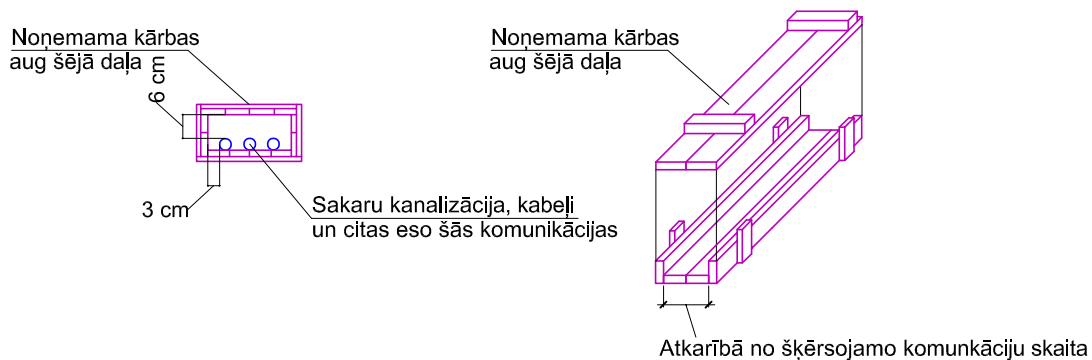 Noņemama kārbas
aug šējā daļa
6 cm
3 cm
Sakaru kanalizācija, kabeļi
un citas eso šās komunikācijas
Noņemama kārbas
aug šējā daļa
Atkarībā no šķērsojamo komunkāciju skaita